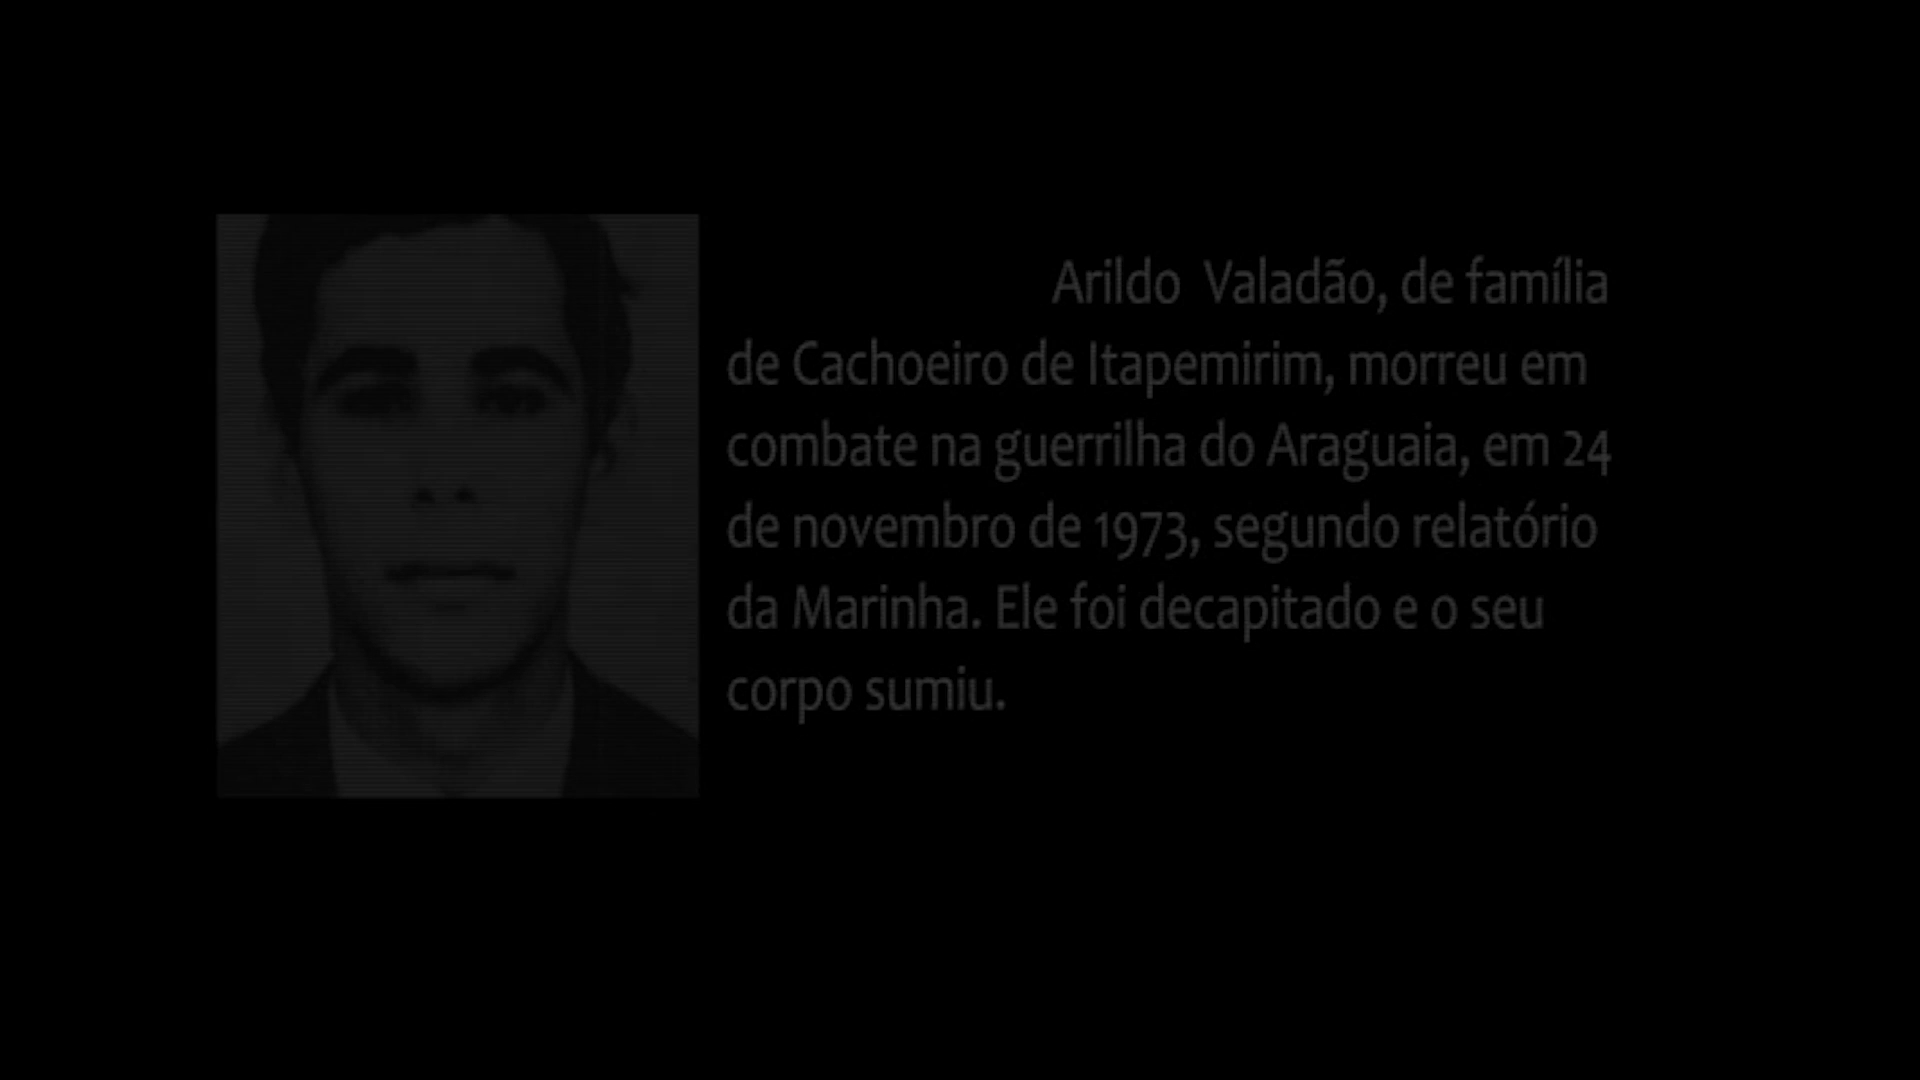 Arildo Valadão, de família
de Cachoeiro de Itapemirim, morreu em
combate na guerrilha do Araguaia, em 24
de novembro de 1973, segundo relatório
da Marinha. Ele foi decapitado e o seu
corpo sumiu.